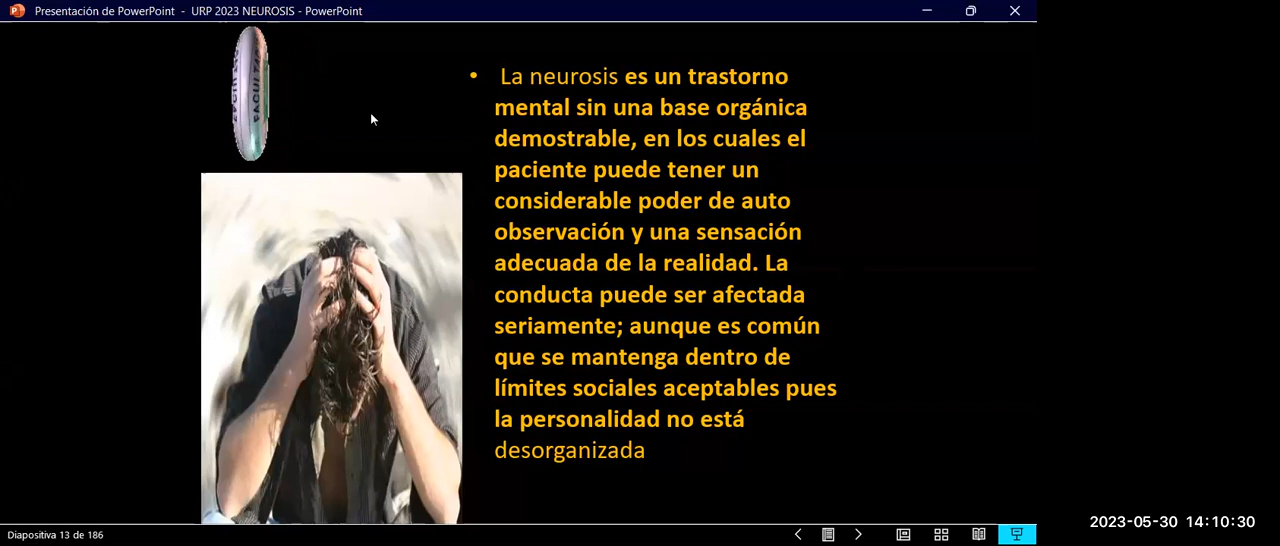 Presentación de PowerPoint - URP 2023 NEUROSIS - PowerPoint
• La neurosis es un trastorno
mental sin una base orgánica
demostrable, en los cuales el
paciente puede tener un
considerable poder de auto
observación y una sensación
adecuada de la realidad. La
conducta puede ser afectada
seriamente; aunque es común
que se mantenga dentro de
límites sociales aceptables pues
la personalidad no está
desorganizada
Diapositiva 13 de 186
2023-05-30 14:10:30